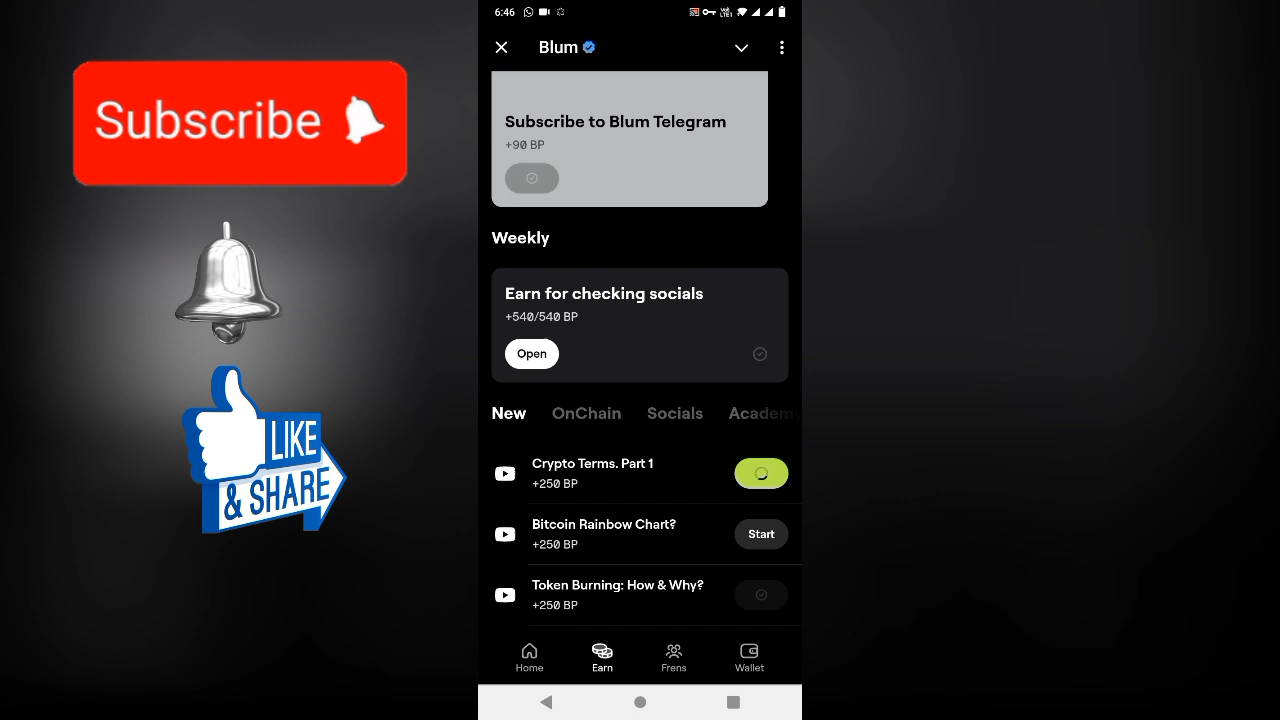 Subscribe
LIKE
& SHARE
6:46
Blum
Subscribe to Blum Telegram
+90 BP
Weekly
Earn for checking socials
+540/540 BP
Open
New OnChain Socials Academy
Crypto Terms. Part 1
+250 BP
Bitcoin Rainbow Chart?
+250 BP
Start
Token Burning: How & Why?
+250 BP
Home Earn Frens Wallet